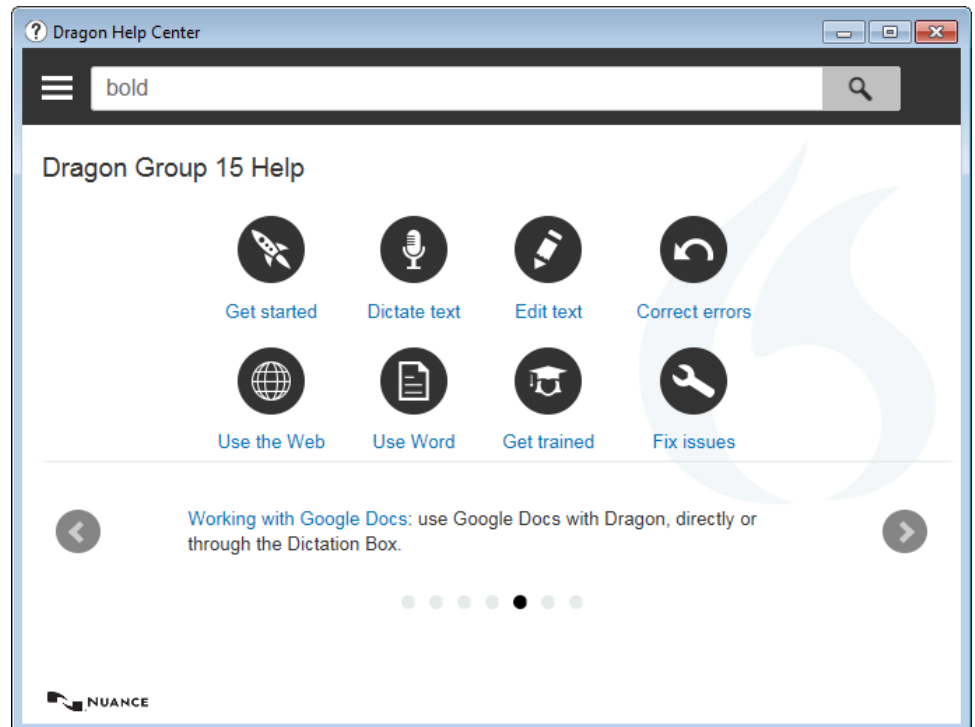 Dragon Help Center
bold
Dragon Group 15 Help
Get started Dictate text Edit text Correct errors
Use the Web Use Word Get trained Fix issues
Working with Google Docs: use Google Docs with Dragon, directly or
through the Dictation Box.
NUANCE